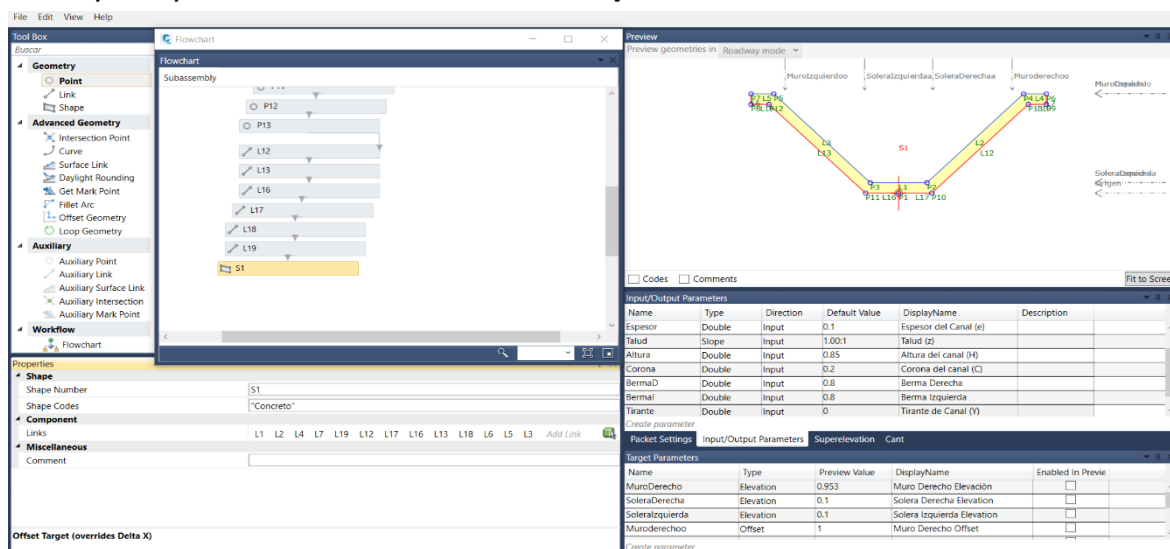 File Edit View Help
Tool Box
Buscar
Geometry
Point
Link
Shape
Advanced Geometry
Intersection Point
Curve
Surface Link
Daylight Rounding
Get Mark Point
Fillet Arc
Offset Geometry
Loop Geometry
Auxiliary
Auxiliary Point
Auxiliary Link
Auxiliary Surface Link
Auxiliary Intersection
Auxiliary Mark Point
Workflow
Flowchart
Flowchart
Flowchart
Subassembly
P12
P13
L12
L13
L16
L17
L18
L19
S1
Properties
Shape
Shape Number S1
Shape Codes "Concreto"
Component
Links L1 L2 L4 L7 L19 L12 L17 L16 L13 L18 L6 L5 L3 Add Link
Miscellaneous
Comment
Offset Target (overrides Delta X)
Preview
Preview geometries in Roadway mode
MuroIzquierdoo SoleraIzquierdaa SoleraDerechaa Muroderechoo
P7 L5 P5 P4 L4 P6
L3
L13
S1
L2
L12
P3 L1 P2
P11 L16 P1 L17 P10
Origen
Codes Comments Fit to Scree
Input/Output Parameters
Name Type Direction Default Value DisplayName Description
Espesor Double Input 0.1 Espesor del Canal (e)
Talud Slope Input 1.00:1 Talud (z)
Altura Double Input 0.85 Altura del canal (H)
Corona Double Input 0.2 Corona del canal (C)
BermaD Double Input 0.8 Berma Derecha
BermaI Double Input 0.8 Berma Izquierda
Tirante Double Input 0 Tirante de Canal (Y)
Create parameter
Packet Settings Input/Output Parameters Superelevation Cant
Target Parameters
Name Type Preview Value DisplayName Enabled In Previe
MuroDerecho Elevation 0.953 Muro Derecho Elevaciòn
SoleraDerecha Elevation 0.1 Solera Derecha Elevation
SoleraIzquierda Elevation 0.1 Solera Izquierda Elevation
Muroderechoo Offset 1 Muro Derecho Offset
Create parameter